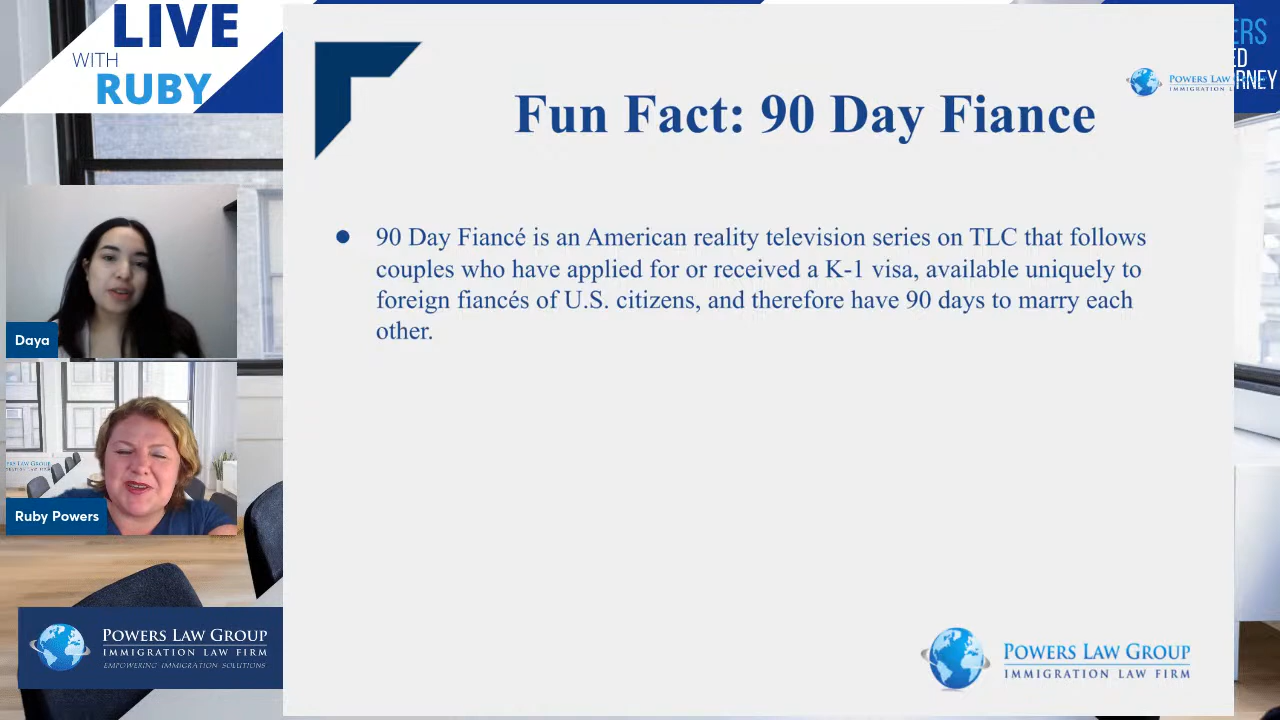 LIVE
WITH
RUBY
Daya
Ruby Powers
POWERS LAW GROUP
IMMIGRATION LAW FIRM
EMPOWERING IMMIGRATION SOLUTIONS
Fun Fact: 90 Day Fiance
POWERS LAW
IMMIGRATION L
ERS
ED
RNEY
● 90 Day Fiancé is an American reality television series on TLC that follows
couples who have applied for or received a K-1 visa, available uniquely to
foreign fiancés of U.S. citizens, and therefore have 90 days to marry each
other.
POWERS LAW GROUP
IMMIGRATION LAW FIRM